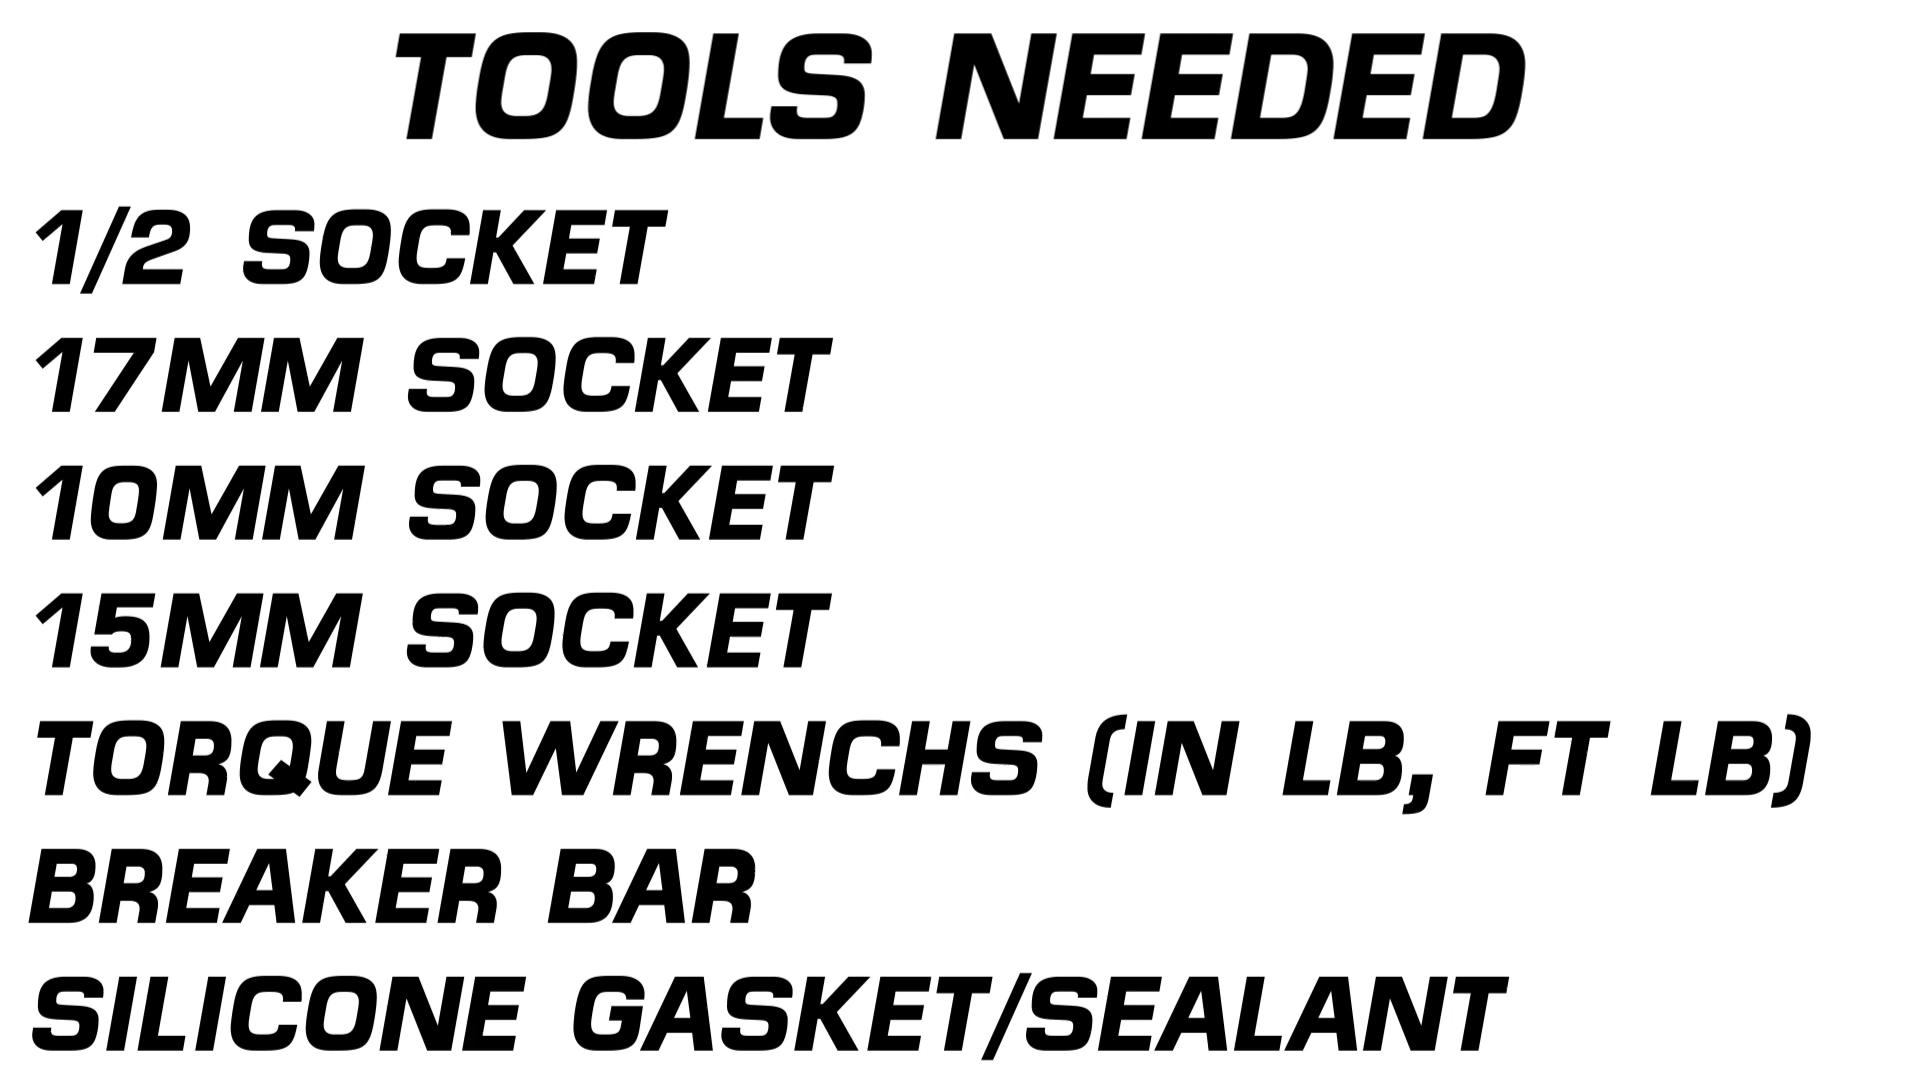 TOOLS NEEDED
1/2 SOCKET
17MM SOCKET
10MM SOCKET
15MM SOCKET
TORQUE WRENCHS (IN LB, FT LB)
BREAKER BAR
SILICONE GASKET/SEALANT